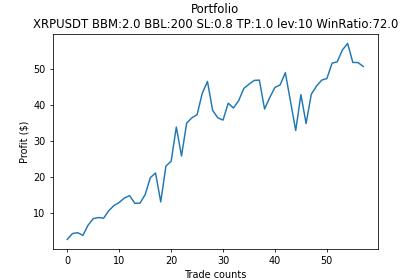 Portfolio
XRPUSDT BBM:2.0 BBL:200 SL:0.8 TP:1.0 lev:10 WinRatio:72.0
50
40
30
20
10
Profit ($)
0 10 20 30 40 50
Trade counts